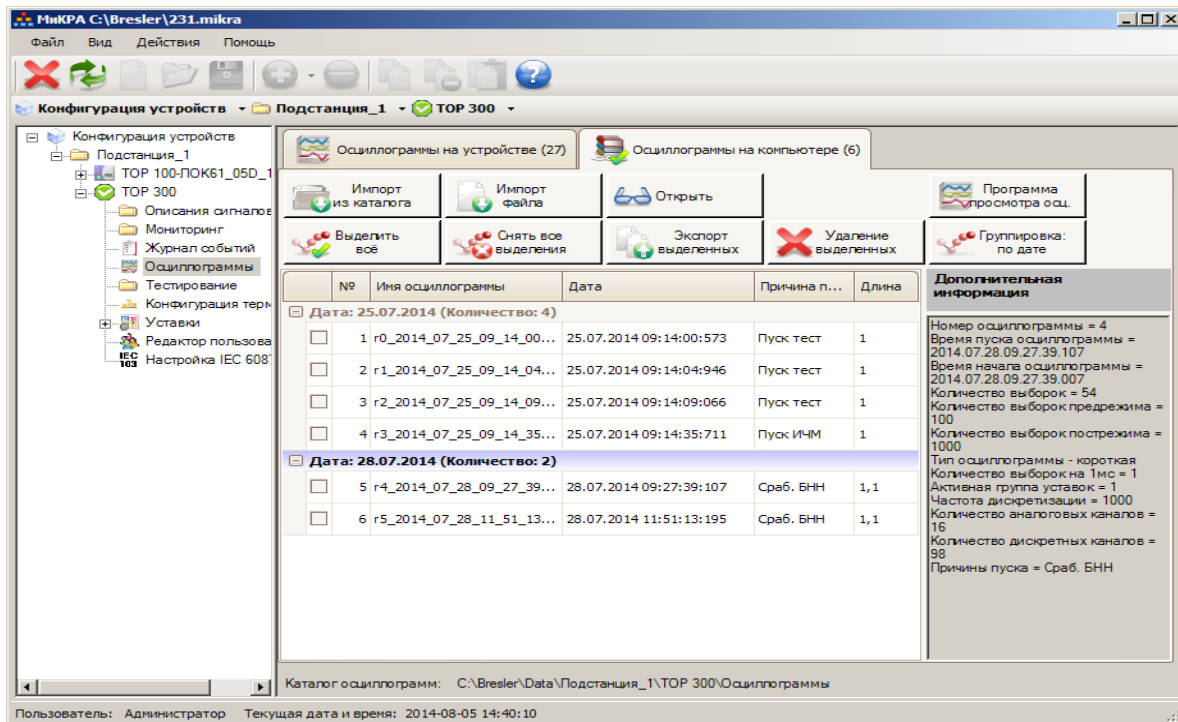 МиКРА C:\Bresler\231.mikra
Файл Вид Действия Помощь
Конфигурация устройств Подстанция_1 ТОР 300
Конфигурация устройств
Подстанция_1
ТОР 100-ЛОК61_05D_1
ТОР 300
Описания сигналов
Мониторинг
Журнал событий
Осциллограммы
Тестирование
Конфигурация терм
Уставки
Редактор пользова
IEC 103 Настройка IEC 6087
Осциллограммы на устройстве (27)
Осциллограммы на компьютере (6)
Импорт из каталога
Импорт файла
Открыть
Программа просмотра осц.
Выделить всё
Снять все выделения
Экспорт выделенных
Удаление выделенных
Группировка: по дате
№ Имя осциллограммы Дата Причина п... Длина
Дата: 25.07.2014 (Количество: 4)
1 r0_2014_07_25_09_14_00... 25.07.2014 09:14:00:573 Пуск тест 1
2 r1_2014_07_25_09_14_04... 25.07.2014 09:14:04:946 Пуск тест 1
3 r2_2014_07_25_09_14_09... 25.07.2014 09:14:09:066 Пуск тест 1
4 r3_2014_07_25_09_14_35... 25.07.2014 09:14:35:711 Пуск ИЧМ 1
Дата: 28.07.2014 (Количество: 2)
5 r4_2014_07_28_09_27_39... 28.07.2014 09:27:39:107 Сраб. БНН 1,1
6 r5_2014_07_28_11_51_13... 28.07.2014 11:51:13:195 Сраб. БНН 1,1
Дополнительная
информация
Номер осциллограммы = 4
Время пуска осциллограммы =
2014.07.28.09.27.39.107
Время начала осциллограммы =
2014.07.28.09.27.39.007
Количество выборок = 54
Количество выборок предрежима =
100
Количество выборок пострежима =
1000
Тип осциллограммы - короткая
Количество выборок на 1мс = 1
Активная группа уставок = 1
Частота дискретизации = 1000
Количество аналоговых каналов =
16
Количество дискретных каналов =
98
Причины пуска = Сраб. БНН
Каталог осциллограмм: C:\Bresler\Data\Подстанция_1\ТОР 300\Осциллограммы
Пользователь: Администратор Текущая дата и время: 2014-08-05 14:40:10